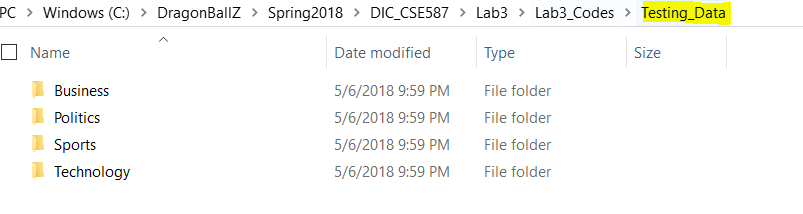 PC > Windows (C:) > DragonBallZ > Spring2018 > DIC_CSE587 > Lab3 > Lab3_Codes > Testing_Data
Name Date modified Type Size
Business 5/6/2018 9:59 PM File folder
Politics 5/6/2018 9:59 PM File folder
Sports 5/6/2018 9:59 PM File folder
Technology 5/6/2018 9:59 PM File folder